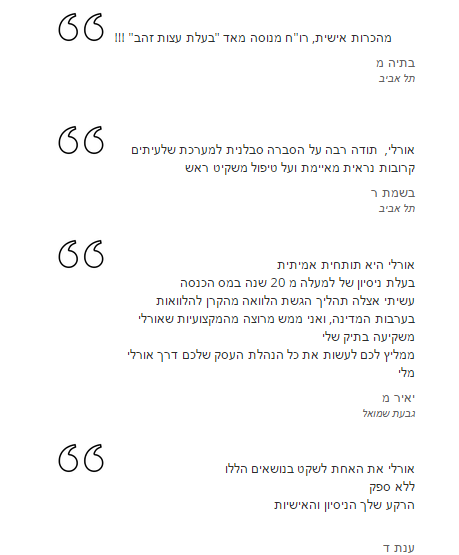 מהכרות אישית, רו"ח מנוסה מאד "בעלת עצות זהב" !!!
בתיה מ
תל אביב
אורלי,  תודה רבה על הסברה סבלנית למערכת שלעיתים
קרובות נראית מאיימת ועל טיפול משקיט ראש
בשמת ר
תל אביב
אורלי היא תותחית אמיתית
בעלת ניסיון של למעלה מ 20 שנה במס הכנסה
עשיתי אצלה תהליך הגשת הלוואה מהקרן להלוואות
בערבות המדינה, ואני ממש מרוצה מהמקצועיות שאורלי
משקיעה בתיק שלי
ממליץ לכם לעשות את כל הנהלת העסק שלכם דרך אורלי
מלי
יאיר מ
גבעת שמואל
אורלי את האחת לשקט בנושאים הללו
ללא ספק
הרקע שלך הניסיון והאישיות
ענת ד